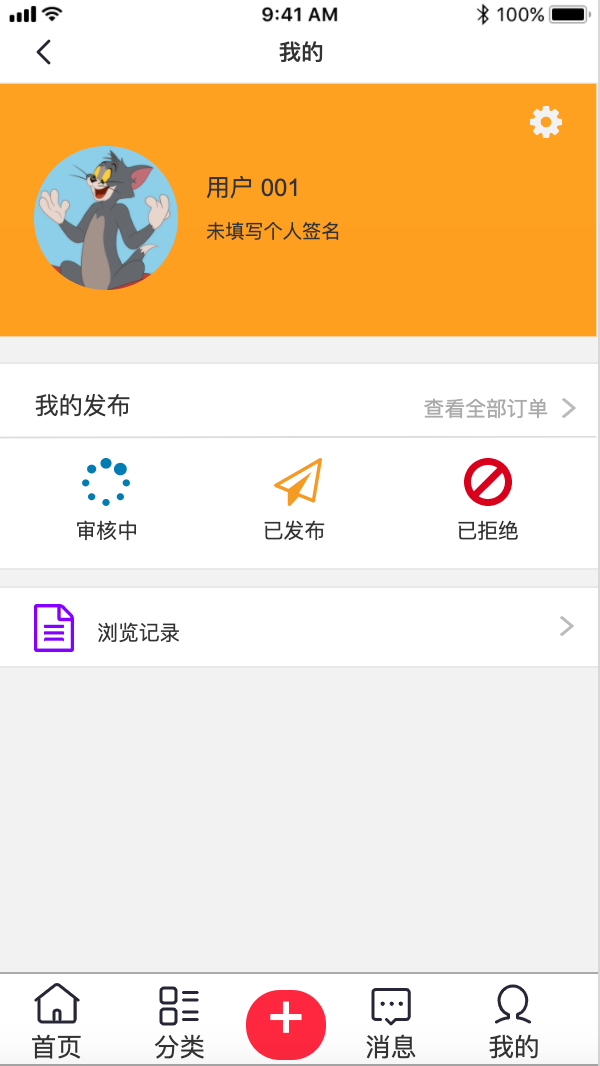 9:41 AM 100%
我的
用户 001
未填写个人签名
我的发布 查看全部订单
审核中 已发布 已拒绝
浏览记录
首页 分类 消息 我的